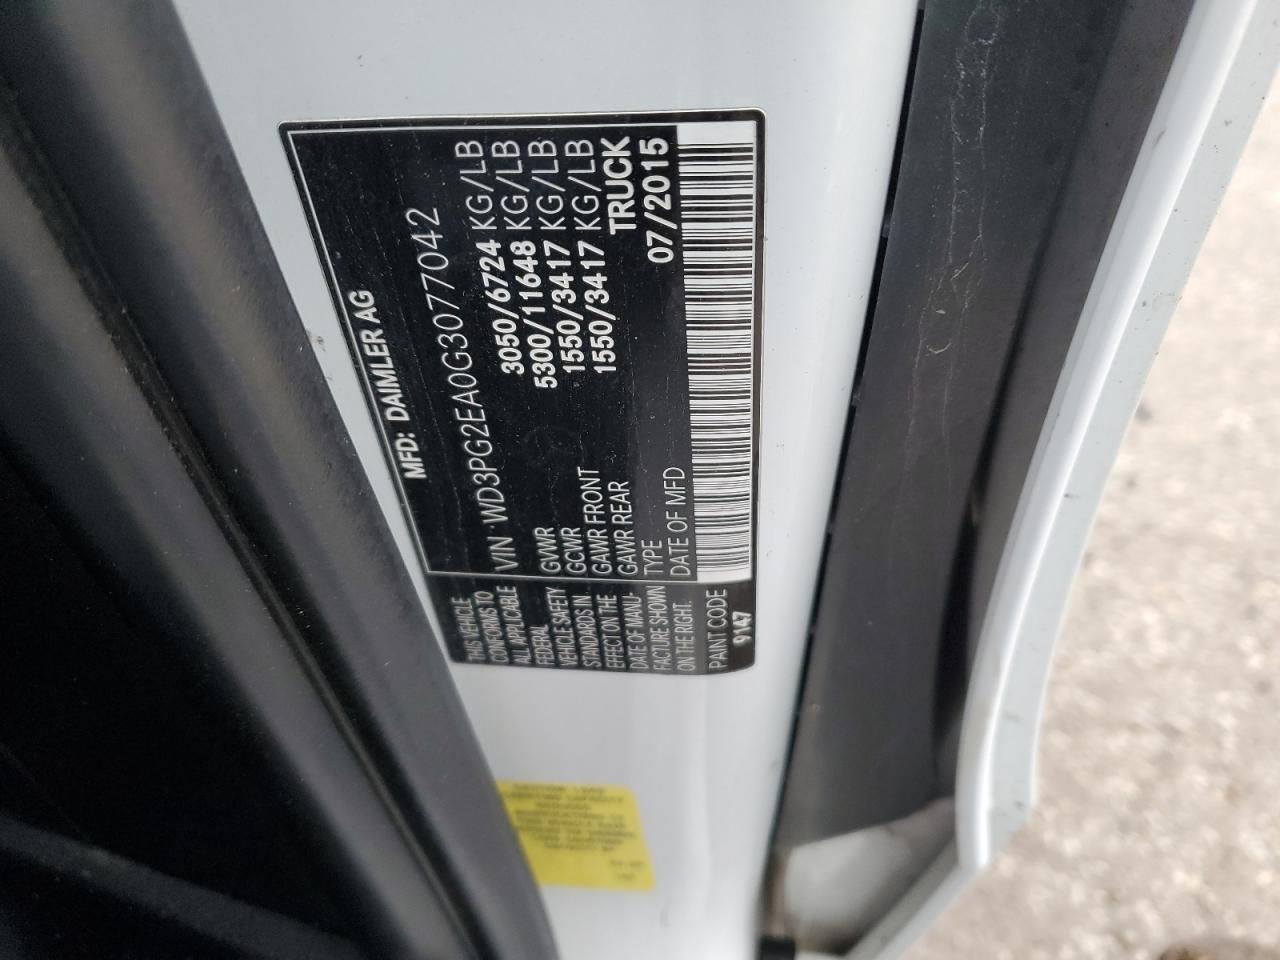 MFD: DAIMLER AG
VIN: WD3PG2EA0G3077042
GVWR 3050/6724 KG/LB
GCWR 5300/11648 KG/LB
GAWR FRONT 1550/3417 KG/LB
GAWR REAR 1550/3417 KG/LB
TYPE TRUCK
DATE OF MFD 07/2015
THIS VEHICLE
CONFORMS TO
ALL APPLICABLE
FEDERAL
VEHICLE SAFETY
STANDARDS IN
EFFECT ON THE
DATE OF MANU-
FACTURE SHOWN
ON THE RIGHT.
PAINT CODE
9147